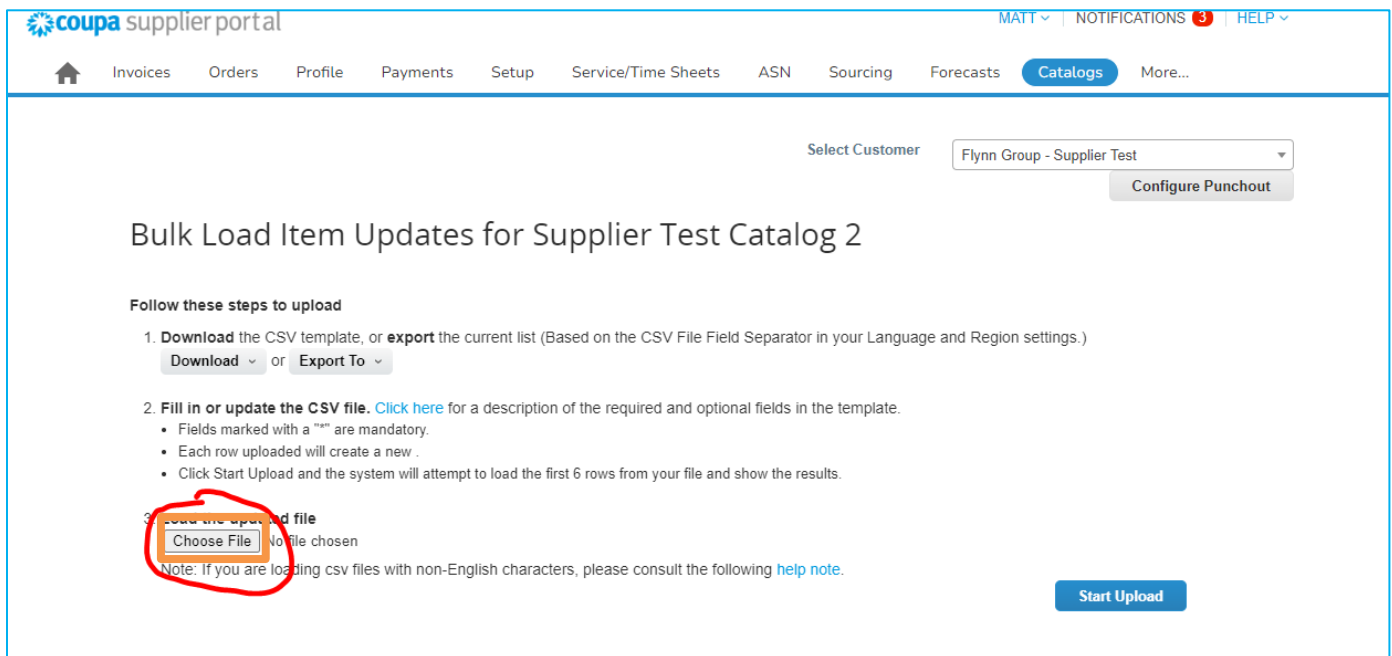 coupa supplier portal
MATT NOTIFICATIONS 3 HELP
Invoices Orders Profile Payments Setup Service/Time Sheets ASN Sourcing Forecasts Catalogs More...
Select Customer Flynn Group - Supplier Test
Configure Punchout
Bulk Load Item Updates for Supplier Test Catalog 2
Follow these steps to upload
1. Download the CSV template, or export the current list (Based on the CSV File Field Separator in your Language and Region settings.)
Download or Export To
2. Fill in or update the CSV file. Click here for a description of the required and optional fields in the template.
• Fields marked with a "*" are mandatory.
• Each row uploaded will create a new .
• Click Start Upload and the system will attempt to load the first 6 rows from your file and show the results.
3. Load the updated file
Choose File No file chosen
Note: If you are loading csv files with non-English characters, please consult the following help note.
Start Upload